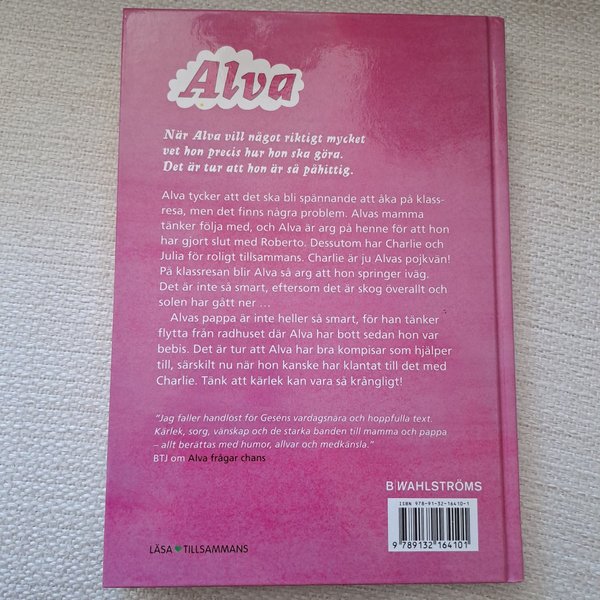 Alva
När Alva vill något riktigt mycket
vet hon precis hur hon ska göra.
Det är tur att hon är så påhittig.
Alva tycker att det ska bli spännande att åka på klass-
resa, men det finns några problem. Alvas mamma
tänker följa med, och Alva är arg på henne för att hon
har gjort slut med Roberto. Dessutom har Charlie och
Julia för roligt tillsammans. Charlie är ju Alvas pojkvän!
På klassresan blir Alva så arg att hon springer iväg.
Det är inte så smart, eftersom det är skog överallt och
solen har gått ner ...
Alvas pappa är inte heller så smart, för han tänker
flytta från radhuset där Alva har bott sedan hon var
bebis. Det är tur att Alva har bra kompisar som hjälper
till, särskilt nu när hon kanske har klantat till det med
Charlie. Tänk att kärlek kan vara så krångligt!
"Jag faller handlöst för Geséns vardagsnära och hoppfulla text.
Kärlek, sorg, vänskap och de starka banden till mamma och pappa
– allt berättas med humor, allvar och medkänsla."
BTJ om Alva frågar chans
B WAHLSTRÖMS
ISBN 978-91-32-16410-1
9 789132 164101
LÄSA TILLSAMMANS